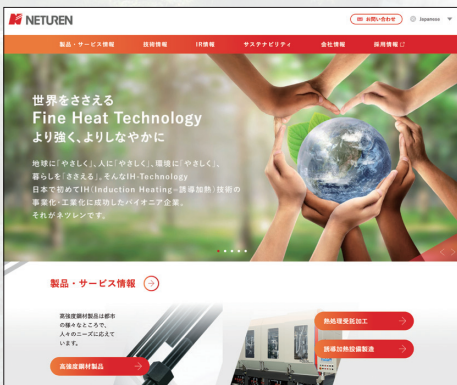 NETUREN
お問い合わせ
Japanese
製品・サービス情報
技術情報
IR情報
サステナビリティ
会社情報
採用情報
世界をささえる
Fine Heat Technology
より強く、よりしなやかに
地球に「やさしく」、人に「やさしく」、環境に「やさしく」、
暮らしを「ささえる」、そんなIH-Technology
日本で初めてIH(Induction Heating=誘導加熱)技術の
事業化・工業化に成功したパイオニア企業。
それがネツレンです。
製品・サービス情報
高強度鋼材製品は都市
の様々なところで、
人々のニーズに応えて
います。
高強度鋼材製品
熱処理受託加工
誘導加熱設備製造